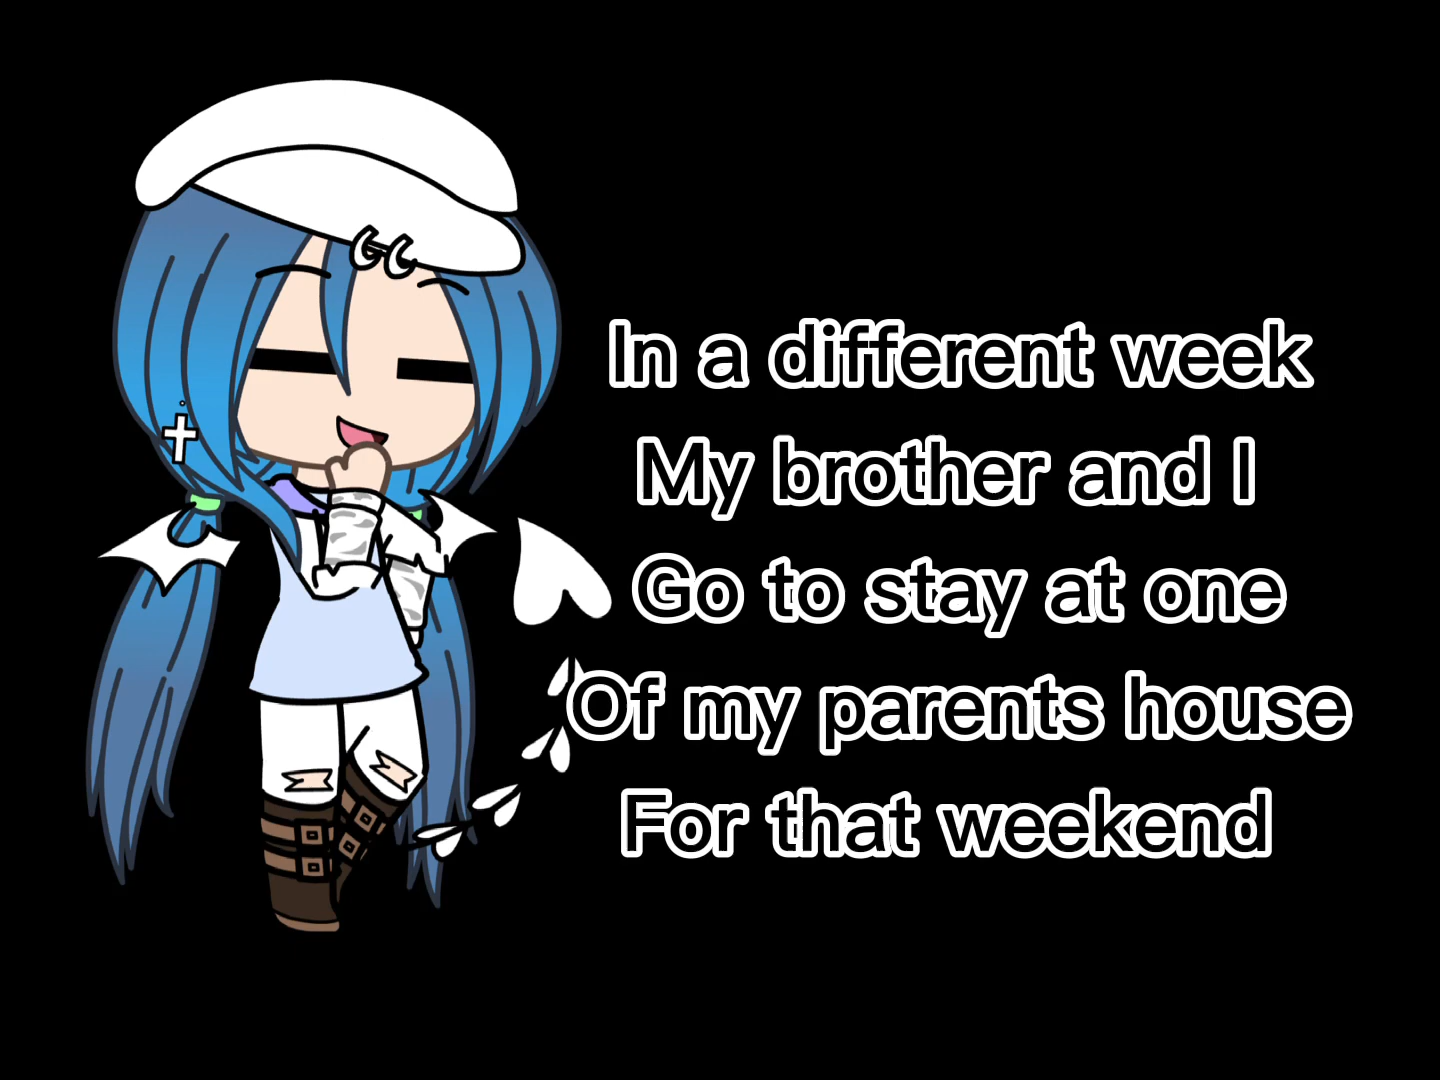 In a different week
My brother and I
Go to stay at one
Of my parents house
For that weekend